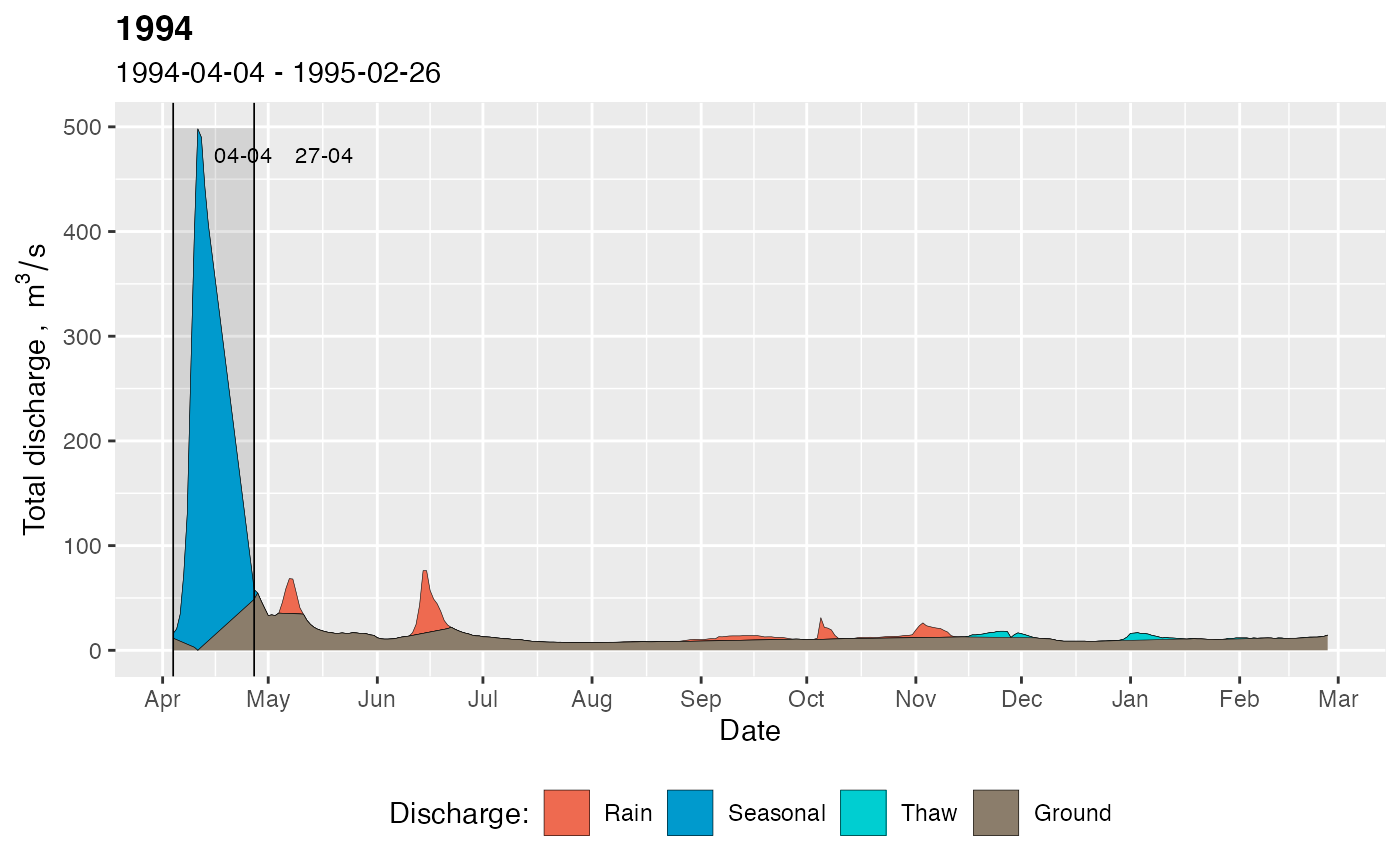 1994
1994-04-04 - 1995-02-26
Total discharge , m³/s
500
400
300
200
100
0
04-04 27-04
Apr May Jun Jul Aug Sep Oct Nov Dec Jan Feb Mar
Date
Discharge: Rain Seasonal Thaw Ground